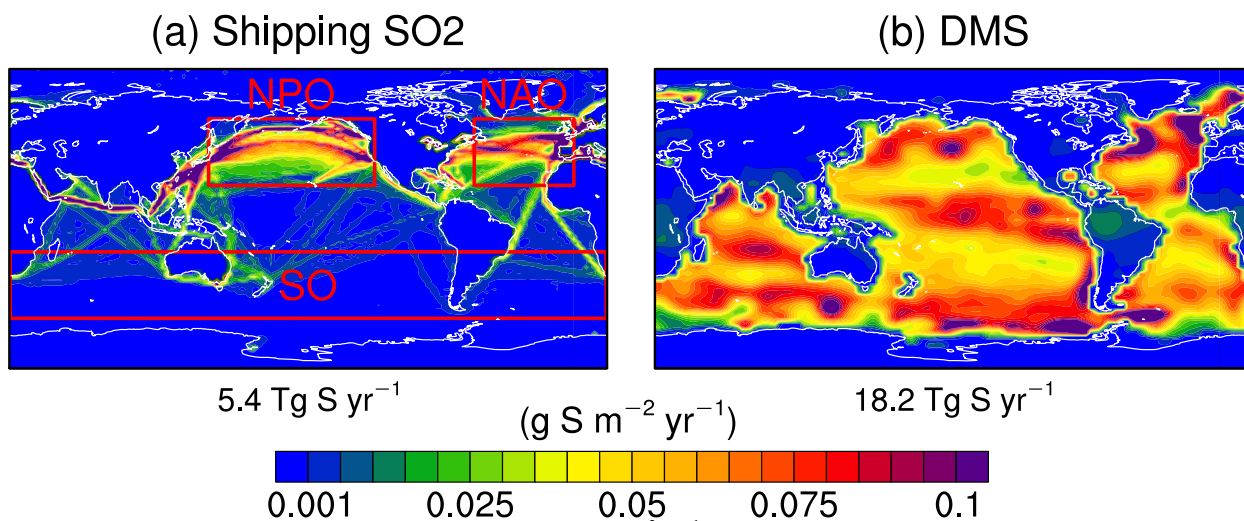 (a) Shipping SO2
(b) DMS
NPO
NAO
SO
5.4 Tg S yr⁻¹
18.2 Tg S yr⁻¹
(g S m⁻² yr⁻¹)
0.001 0.025 0.05 0.075 0.1